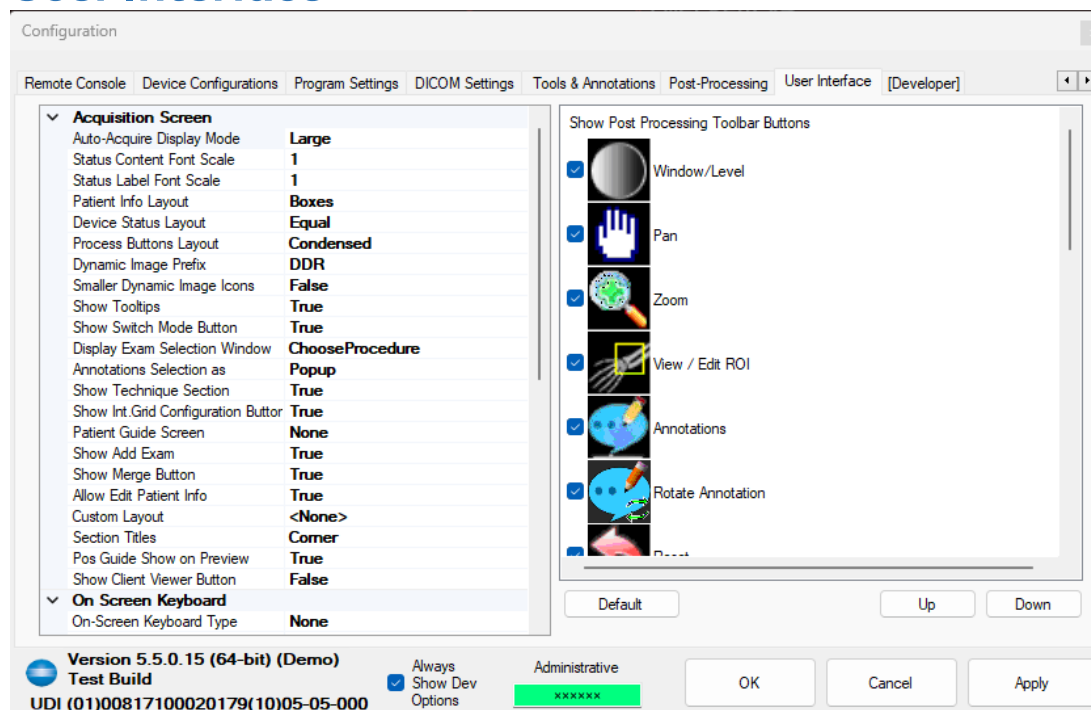 User Interface
Configuration
Remote Console Device Configurations Program Settings DICOM Settings Tools & Annotations Post-Processing User Interface [Developer]
Acquisition Screen
Auto-Acquire Display Mode Large
Status Content Font Scale 1
Status Label Font Scale 1
Patient Info Layout Boxes
Device Status Layout Equal
Process Buttons Layout Condensed
Dynamic Image Prefix DDR
Smaller Dynamic Image Icons False
Show Tooltips True
Show Switch Mode Button True
Display Exam Selection Window ChooseProcedure
Annotations Selection as Popup
Show Technique Section True
Show Int.Grid Configuration Buttor True
Patient Guide Screen None
Show Add Exam True
Show Merge Button True
Allow Edit Patient Info True
Custom Layout <None>
Section Titles Corner
Pos Guide Show on Preview True
Show Client Viewer Button False
On Screen Keyboard
On-Screen Keyboard Type None
Show Post Processing Toolbar Buttons
Window/Level
Pan
Zoom
View / Edit ROI
Annotations
Rotate Annotation
Reset
Default Up Down
Version 5.5.0.15 (64-bit) (Demo)
Test Build
UDI (01)00817100020179(10)05-05-000
Always
Show Dev
Options
Administrative
××××××
OK Cancel Apply